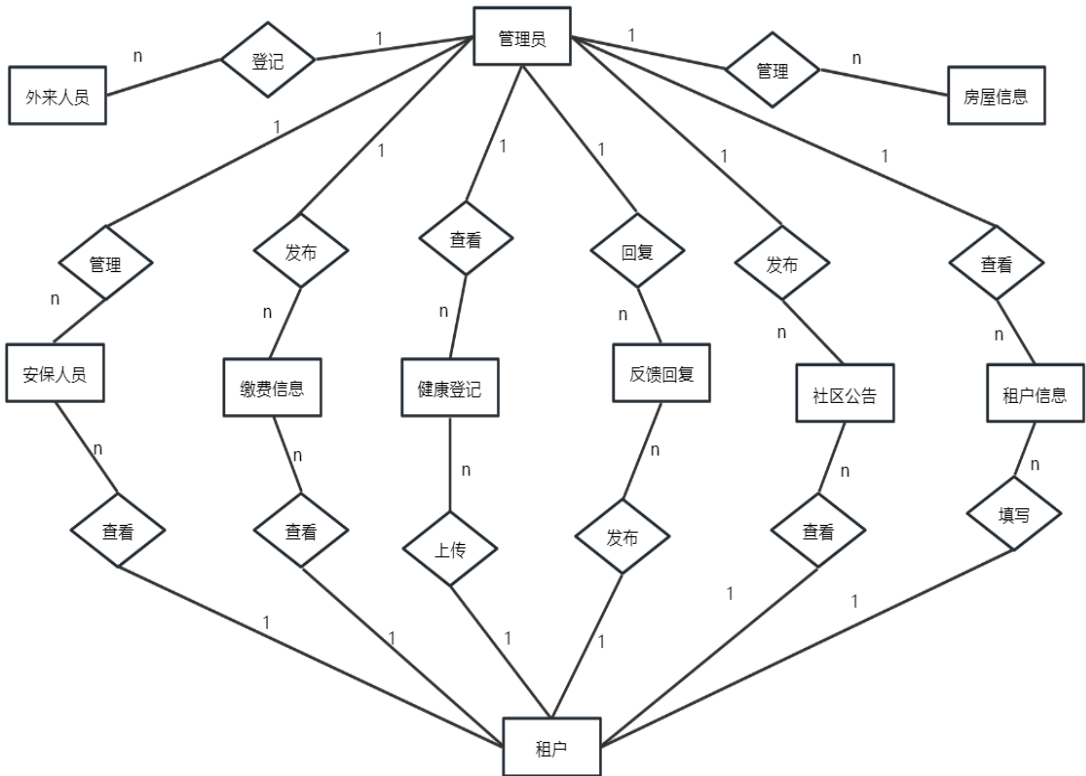 管理员
1
登记
n
外来人员
1
管理
n
房屋信息
1
1
1
1
1
1
管理
发布
查看
回复
发布
查看
n
n
n
n
n
n
安保人员
缴费信息
健康登记
反馈回复
社区公告
租户信息
n
n
n
n
n
n
查看
查看
上传
发布
查看
填写
1
1
1
1
1
1
租户